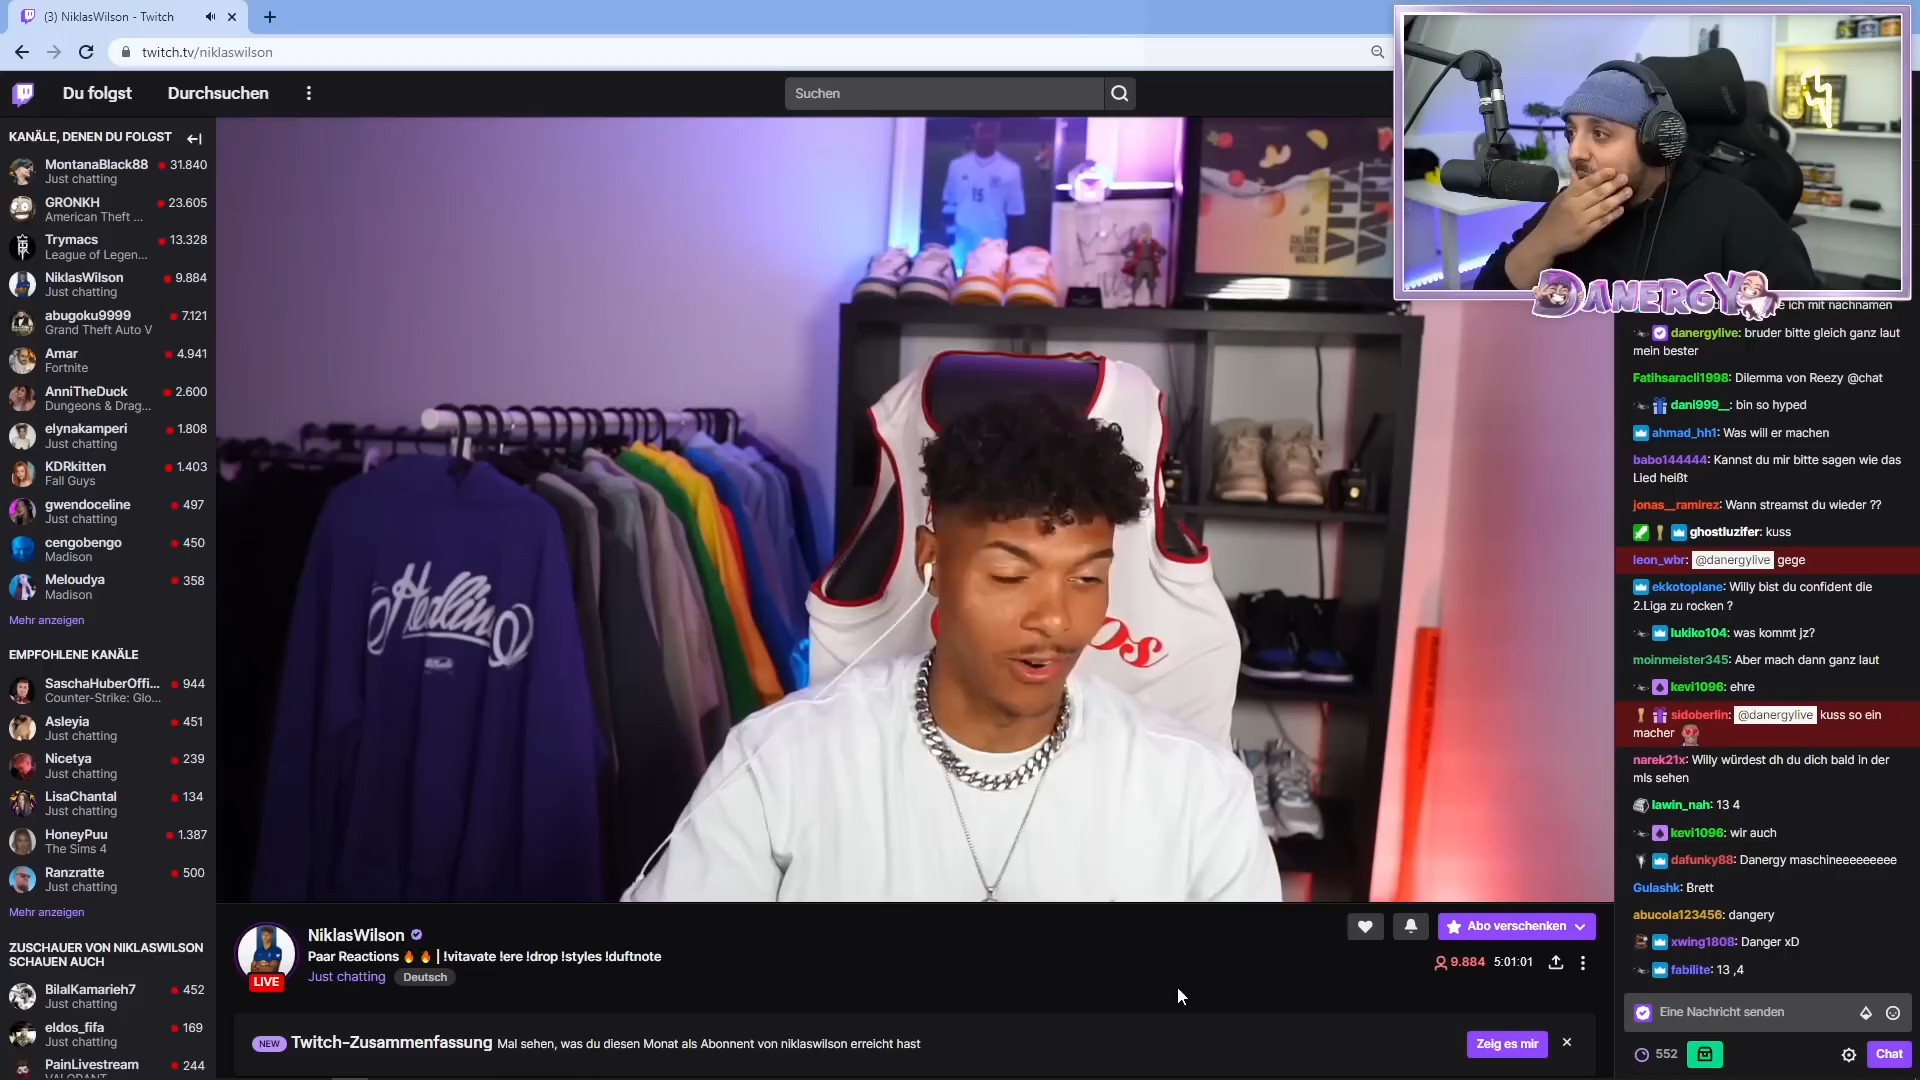 (3) NiklasWilson - Twitch
twitch.tv/niklaswilson
Du folgst
Durchsuchen
Suchen
KANÄLE, DENEN DU FOLGST
MontanaBlack88
31.840
Just chatting
GRONKH
23.605
American Theft ...
Trymacs
13.328
League of Legen...
NiklasWilson
9.884
Just chatting
abugoku9999
7.121
Grand Theft Auto V
Amar
4.941
Fortnite
AnniTheDuck
2.600
Dungeons & Drag...
elynakamperi
1.808
Just chatting
KDRkitten
1.403
Fall Guys
gwendoceline
497
Just chatting
cengobengo
450
Madison
Meloudya
358
Madison
Mehr anzeigen
EMPFOHLENE KANÄLE
SaschaHuberOffi...
944
Counter-Strike: Glo...
Asleyia
451
Just chatting
Nicetya
239
Just chatting
LisaChantal
134
Just chatting
HoneyPuu
1.387
The Sims 4
Ranzratte
500
Just chatting
Mehr anzeigen
ZUSCHAUER VON NIKLASWILSON
SCHAUEN AUCH
BilalKamarieh7
452
Just chatting
eldos_fifa
169
Just chatting
PainLivestream
244
VALORANT
15
LOW
CALORIE
VITAMIN
WATER
Hedlin
DANERGY
e ich mit nachnamen
danergylive: bruder bitte gleich ganz laut
mein bester
Fatihsaracli1998: Dilemma von Reezy @chat
dani999__: bin so hyped
ahmad_hh1: Was will er machen
babo144444: Kannst du mir bitte sagen wie das
Lied heißt
jonas__ramirez: Wann streamst du wieder ??
ghostluzifer: kuss
leon_wbr: @danergylive gege
ekkotoplane: Willy bist du confident die
2.Liga zu rocken ?
lukiko104: was kommt jz?
moinmeister345: Aber mach dann ganz laut
kevi1096: ehre
sidoberlin: @danergylive kuss so ein
macher
narek21x: Willy würdest dh du dich bald in der
mls sehen
lawin_nah: 13 4
kevi1096: wir auch
dafunky88: Danergy maschineeeeeeeee
Gulashk: Brett
abucola123456: dangery
xwing1808: Danger xD
fabilite: 13 ,4
Eine Nachricht senden
552
Chat
NiklasWilson
Abo verschenken
Paar Reactions 🔥 🔥 | !vitavate !ere !drop !styles !duftnote
9.884 5:01:01
LIVE
Just chatting
Deutsch
NEW Twitch-Zusammenfassung Mal sehen, was du diesen Monat als Abonnent von niklaswilson erreicht hast
Zeig es mir